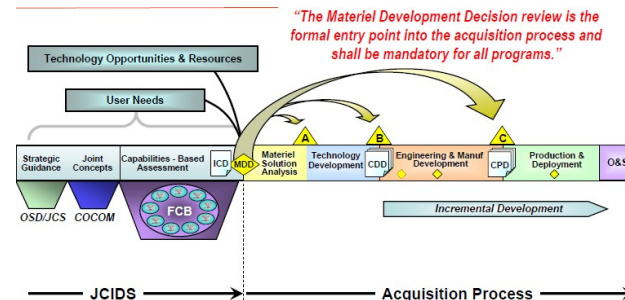 “The Materiel Development Decision review is the
formal entry point into the acquisition process and
shall be mandatory for all programs.”
Technology Opportunities & Resources
User Needs
A
B
C
Strategic
Guidance
Joint
Concepts
Capabilities - Based
Assessment
ICD
MDD
Materiel
Solution
Analysis
Technology
Development
CDD
Engineering & Manuf
Development
CPD
Production &
Deployment
O&S
OSD/JCS
COCOM
FCB
Incremental Development
JCIDS
Acquisition Process